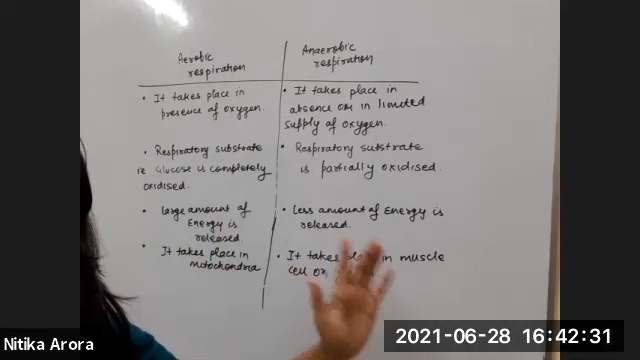 Aerobic
respiration
• It takes place in
presence of oxygen.
• Respiratory substrate
ie Glucose is completely
oxidised.
• Large amount of
Energy is
released.
• It takes place in
mitochondria
Anaerobic
respiration
• It takes place in
absence or in limited
supply of oxygen.
• Respiratory substrate
is partially oxidised.
• Less amount of Energy is
released.
• It takes place in muscle
cell or
Nitika Arora
2021-06-28 16:42:31